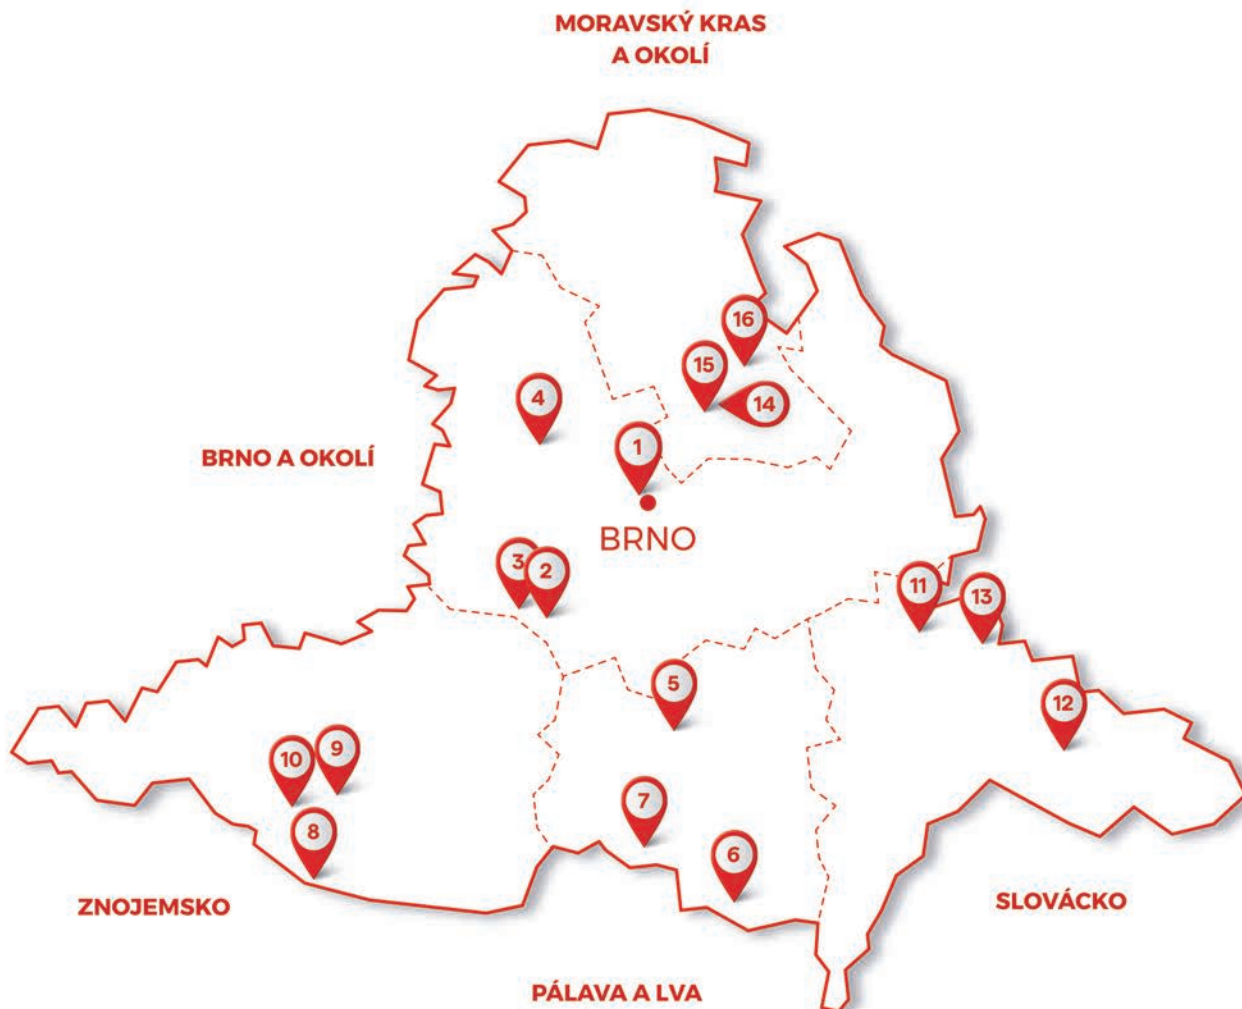 MORAVSKÝ KRAS
A OKOLÍ
16
15
14
4
1
BRNO A OKOLÍ
BRNO
3
2
11
13
5
12
10
9
7
8
6
ZNOJEMSKO
SLOVÁCKO
PÁLAVA A LVA